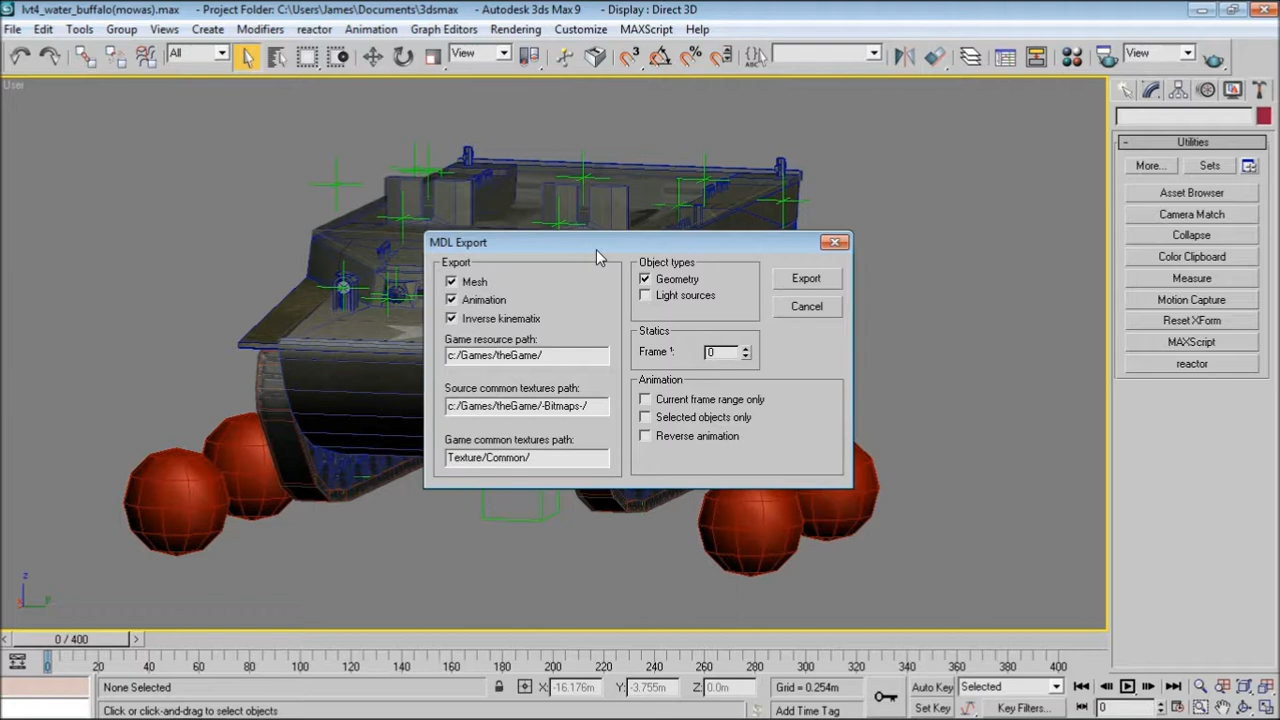 lvt4_water_buffalo(mowas).max - Project Folder: C:\Users\James\Documents\3dsmax - Autodesk 3ds Max 9 - Display : Direct 3D
File Edit Tools Group Views Create Modifiers reactor Animation Graph Editors Rendering Customize MAXScript Help
All View 3 % View
User
Utilities
More... Sets
Asset Browser
Camera Match
Collapse
Color Clipboard
Measure
Motion Capture
Reset XForm
MAXScript
reactor
MDL Export
Export
Mesh
Animation
Inverse kinematix
Game resource path:
c:/Games/theGame/
Source common textures path:
c:/Games/theGame/-Bitmaps-/
Game common textures path:
Texture/Common/
Object types
Geometry
Light sources
Statics
Frame ¹: 0
Animation
Current frame range only
Selected objects only
Reverse animation
Export
Cancel
z
0 / 400
0 20 40 60 80 100 120 140 160 180 200 220 240 260 280 300 320 340 360 380 400
None Selected X: -16.176m Y: -3.755m Z: 0.0m Grid = 0.254m Auto Key Selected
Click or click-and-drag to select objects Add Time Tag Set Key Key Filters... 0